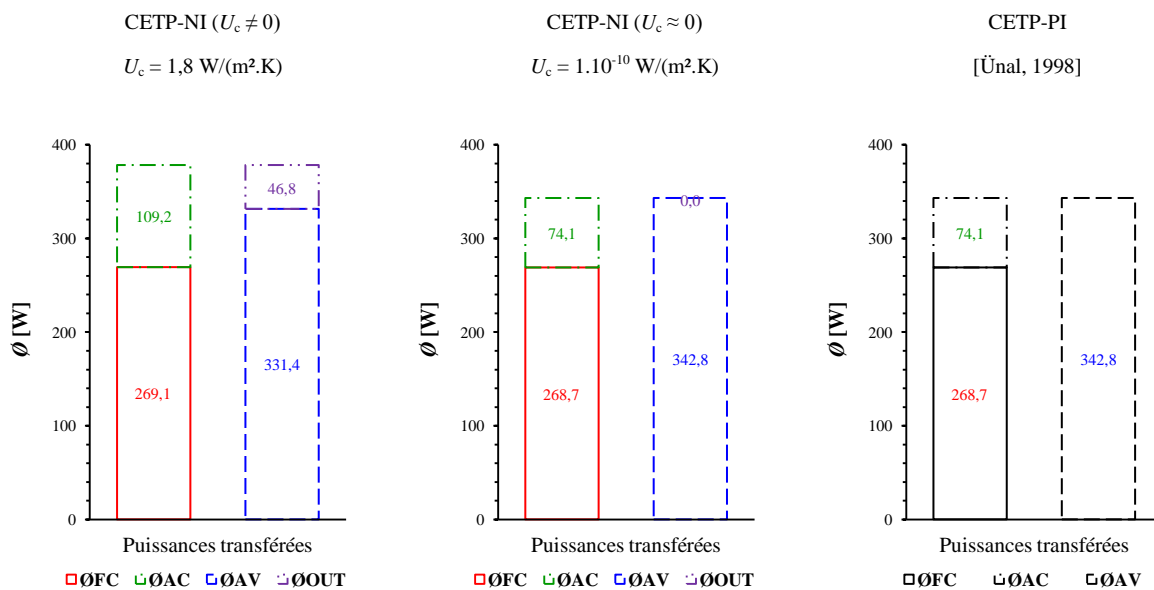 CETP-NI (Uc ≠ 0)
Uc = 1,8 W/(m².K)
CETP-NI (Uc ≈ 0)
Uc = 1.10⁻¹⁰ W/(m².K)
CETP-PI
[Ünal, 1998]
Ø [W]
400
300
200
100
0
109,2
46,8
269,1
331,4
Puissances transférées
ØFC ØAC ØAV ØOUT
Ø [W]
400
300
200
100
0
74,1
0,0
268,7
342,8
Puissances transférées
ØFC ØAC ØAV ØOUT
Ø [W]
400
300
200
100
0
74,1
268,7
342,8
Puissances transférées
ØFC ØAC ØAV